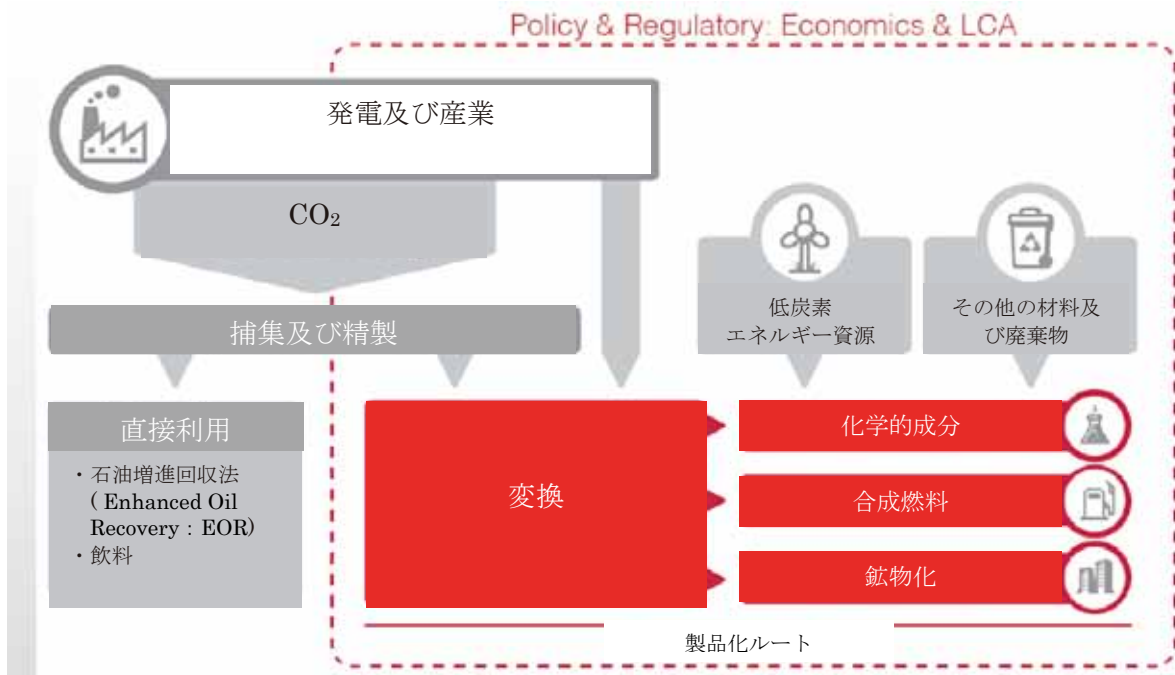 Policy & Regulatory: Economics & LCA
発電及び産業
CO₂
捕集及び精製
低炭素
エネルギー資源
その他の材料及
び廃棄物
直接利用
・石油増進回収法
( Enhanced Oil
Recovery : EOR)
・飲料
変換
化学的成分
合成燃料
鉱物化
製品化ルート